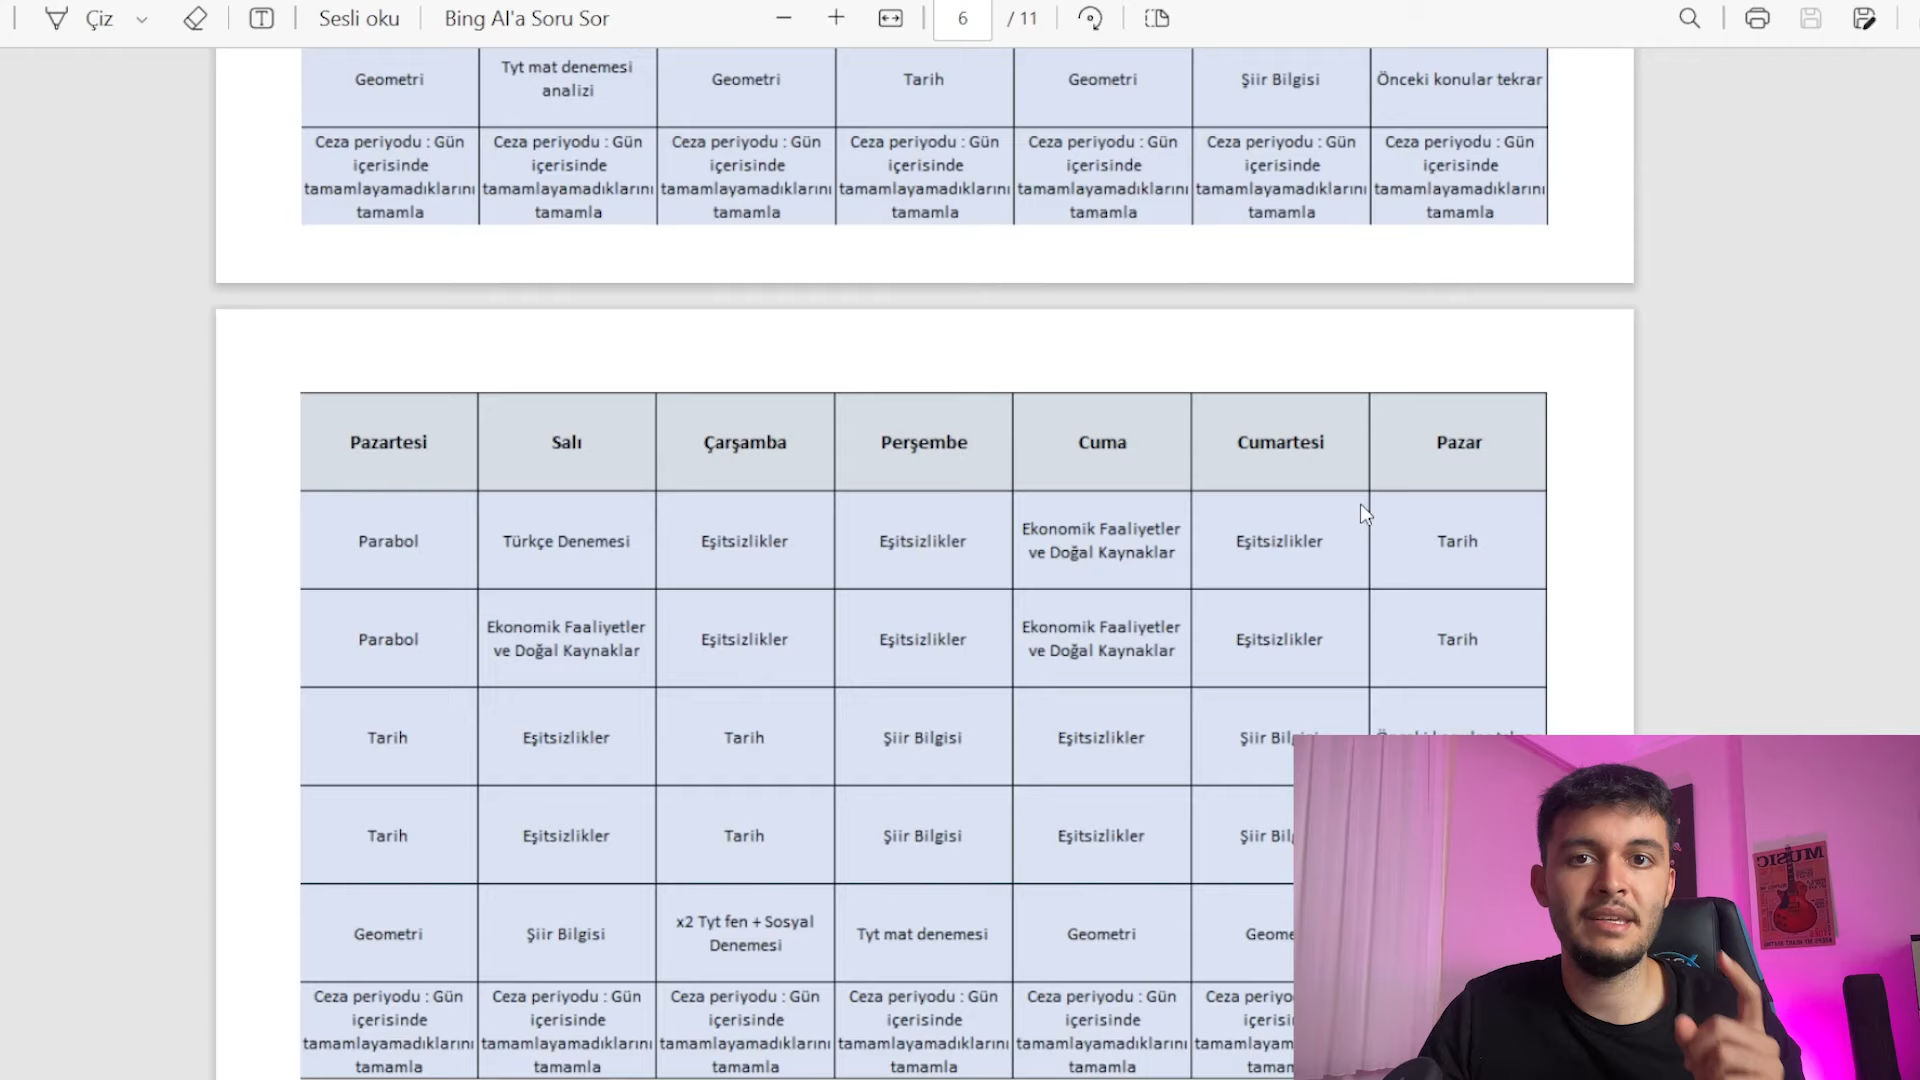 Çiz
Sesli oku
Bing AI'a Soru Sor
6 / 11
Geometri
Tyt mat denemesi
analizi
Geometri
Tarih
Geometri
Şiir Bilgisi
Önceki konular tekrar
Ceza periyodu : Gün
içerisinde
tamamlayamadıklarını
tamamla
Ceza periyodu : Gün
içerisinde
tamamlayamadıklarını
tamamla
Ceza periyodu : Gün
içerisinde
tamamlayamadıklarını
tamamla
Ceza periyodu : Gün
içerisinde
tamamlayamadıklarını
tamamla
Ceza periyodu : Gün
içerisinde
tamamlayamadıklarını
tamamla
Ceza periyodu : Gün
içerisinde
tamamlayamadıklarını
tamamla
Ceza periyodu : Gün
içerisinde
tamamlayamadıklarını
tamamla
Pazartesi
Salı
Çarşamba
Perşembe
Cuma
Cumartesi
Pazar
Parabol
Türkçe Denemesi
Eşitsizlikler
Eşitsizlikler
Ekonomik Faaliyetler
ve Doğal Kaynaklar
Eşitsizlikler
Tarih
Parabol
Ekonomik Faaliyetler
ve Doğal Kaynaklar
Eşitsizlikler
Eşitsizlikler
Ekonomik Faaliyetler
ve Doğal Kaynaklar
Eşitsizlikler
Tarih
Tarih
Eşitsizlikler
Tarih
Şiir Bilgisi
Eşitsizlikler
Şiir Bil
Tarih
Eşitsizlikler
Tarih
Şiir Bilgisi
Eşitsizlikler
Şiir Bil
Geometri
Şiir Bilgisi
x2 Tyt fen + Sosyal
Denemesi
Tyt mat denemesi
Geometri
Geome
Ceza periyodu : Gün
içerisinde
tamamlayamadıklarını
tamamla
Ceza periyodu : Gün
içerisinde
tamamlayamadıklarını
tamamla
Ceza periyodu : Gün
içerisinde
tamamlayamadıklarını
tamamla
Ceza periyodu : Gün
içerisinde
tamamlayamadıklarını
tamamla
Ceza periyodu : Gün
içerisinde
tamamlayamadıklarını
tamamla
Ceza periyo
içerisi
tamamlayam
tamam
MUSIC